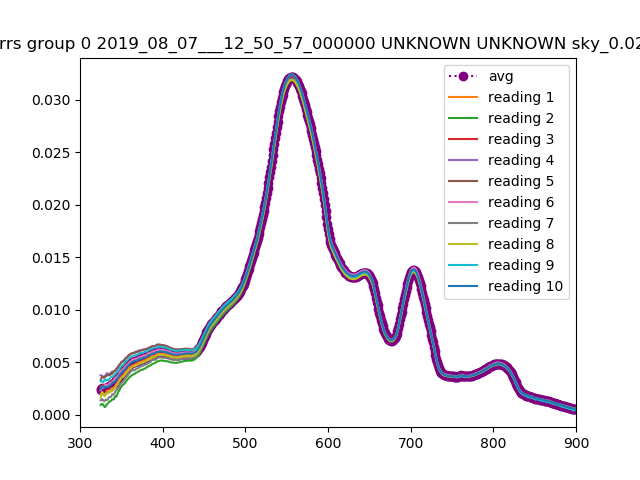 rrs group 0 2019_08_07___12_50_57_000000 UNKNOWN UNKNOWN sky_0.02
avg
reading 1
reading 2
reading 3
reading 4
reading 5
reading 6
reading 7
reading 8
reading 9
reading 10
0.030
0.025
0.020
0.015
0.010
0.005
0.000
300 400 500 600 700 800 900